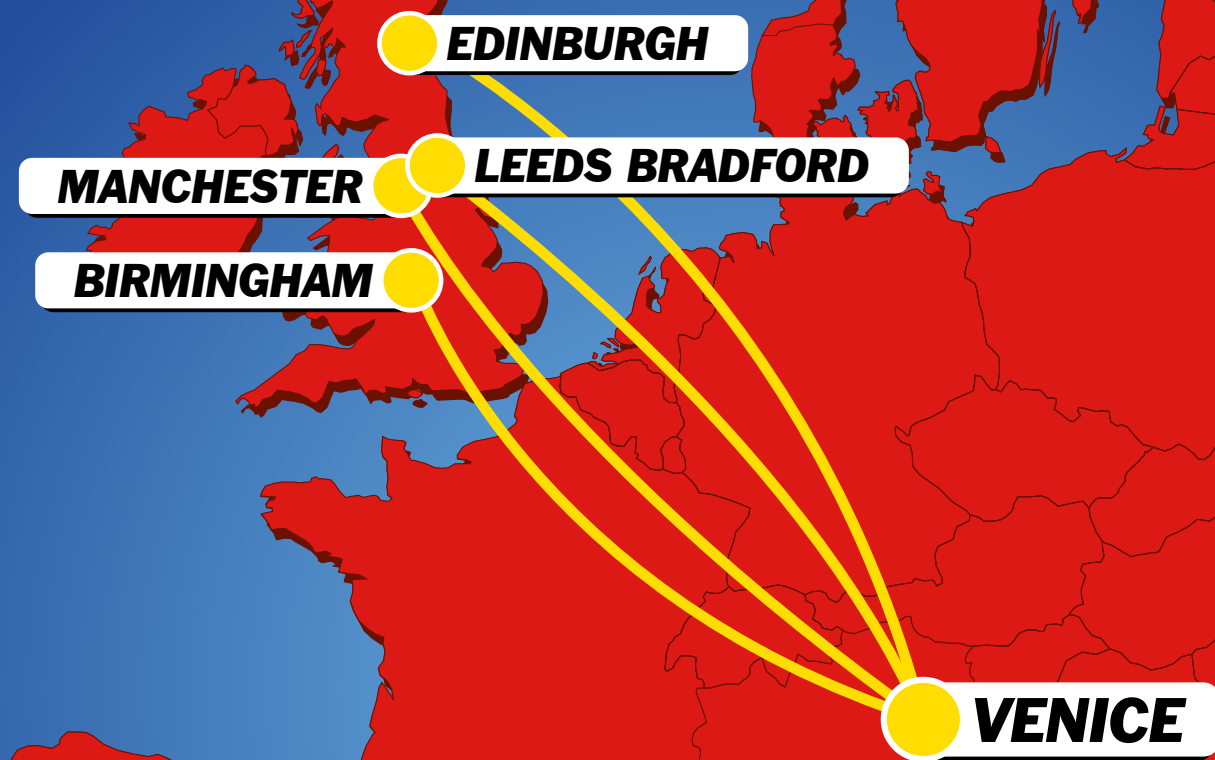 EDINBURGH
LEEDS BRADFORD
MANCHESTER
BIRMINGHAM
VENICE